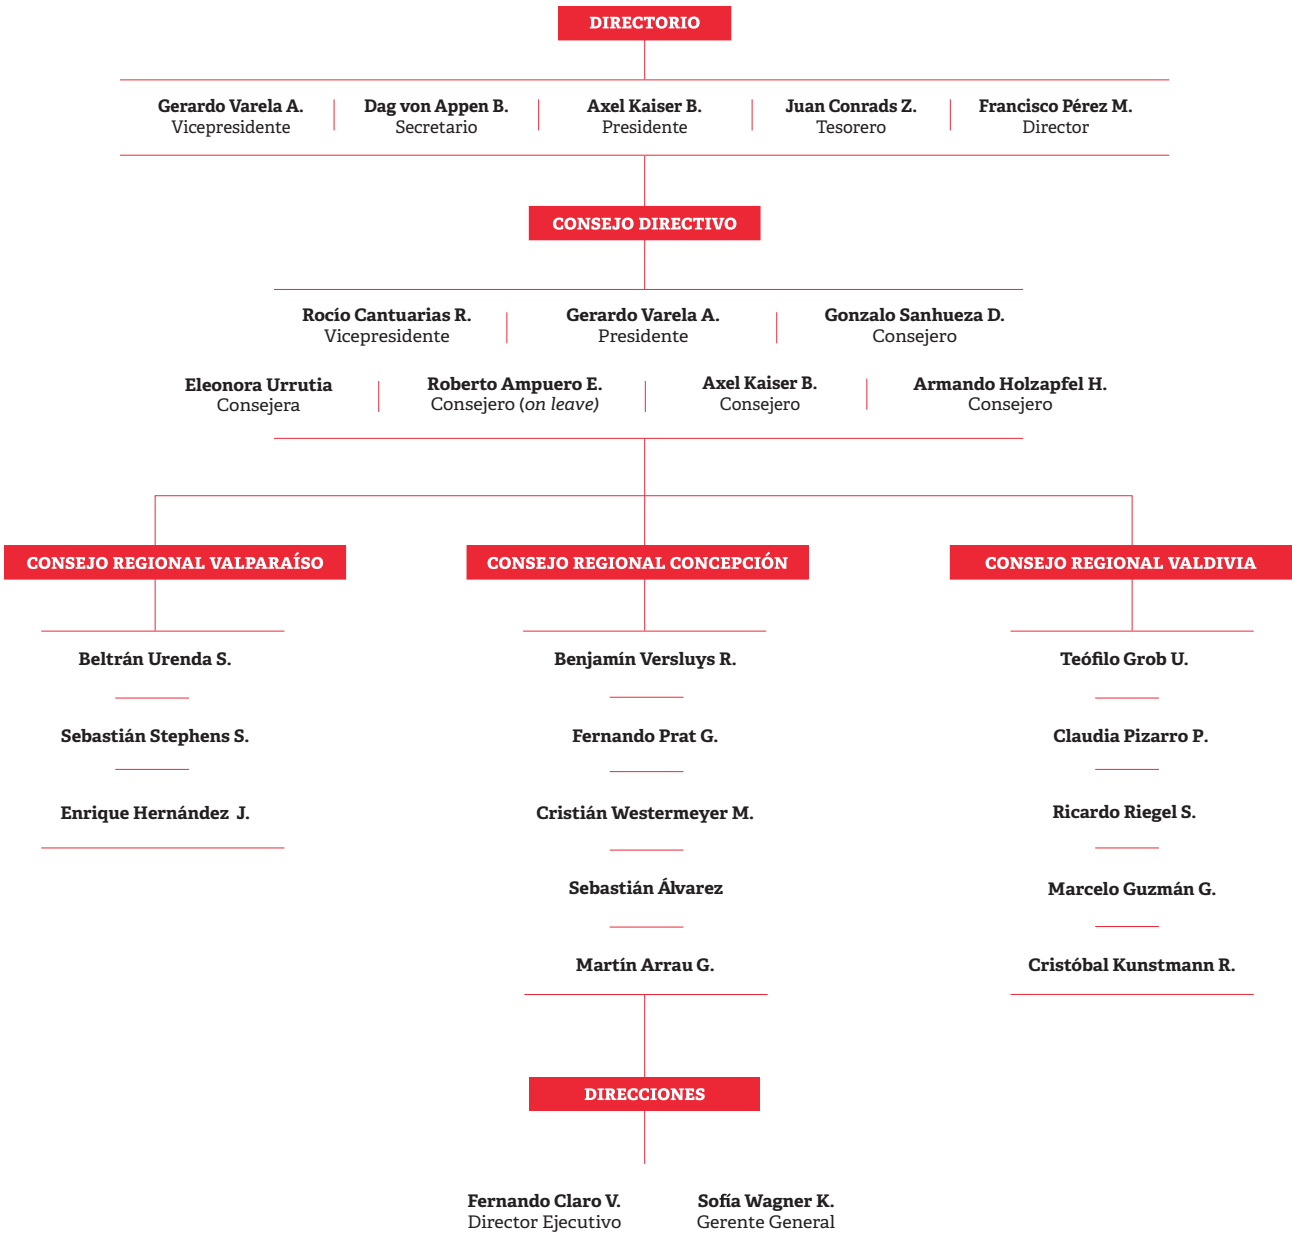 DIRECTORIO
Gerardo Varela A.
Vicepresidente
Dag von Appen B.
Secretario
Axel Kaiser B.
Presidente
Juan Conrads Z.
Tesorero
Francisco Pérez M.
Director
CONSEJO DIRECTIVO
Rocío Cantuarias R.
Vicepresidente
Gerardo Varela A.
Presidente
Gonzalo Sanhueza D.
Consejero
Eleonora Urrutia
Consejera
Roberto Ampuero E.
Consejero (on leave)
Axel Kaiser B.
Consejero
Armando Holzapfel H.
Consejero
CONSEJO REGIONAL VALPARAÍSO
Beltrán Urenda S.
Sebastián Stephens S.
Enrique Hernández J.
CONSEJO REGIONAL CONCEPCIÓN
Benjamín Versluys R.
Fernando Prat G.
Cristián Westermeyer M.
Sebastián Álvarez
Martín Arrau G.
CONSEJO REGIONAL VALDIVIA
Teófilo Grob U.
Claudia Pizarro P.
Ricardo Riegel S.
Marcelo Guzmán G.
Cristóbal Kunstmann R.
DIRECCIONES
Fernando Claro V.
Director Ejecutivo
Sofía Wagner K.
Gerente General